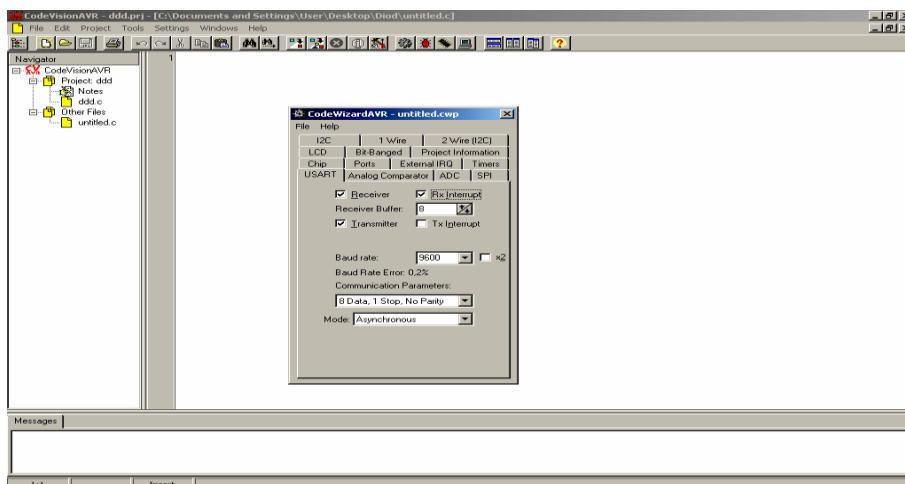 CodeVisionAVR - ddd.prj - [C:\Documents and Settings\User\Desktop\Diod\untitled.c]
File Edit Project Tools Settings Windows Help
Navigator
CodeVisionAVR
Project: ddd
Notes
ddd.c
Other Files
untitled.c
1
CodeWizardAVR - untitled.cwp
File Help
I2C 1 Wire 2 Wire (I2C)
LCD Bit-Banged Project Information
Chip Ports External IRQ Timers
USART Analog Comparator ADC SPI
Receiver Rx Interrupt
Receiver Buffer: 8
Transmitter Tx Interrupt
Baud rate: 9600 x2
Baud Rate Error: 0,2%
Communication Parameters:
8 Data, 1 Stop, No Parity
Mode: Asynchronous
Messages
1:1 Insert